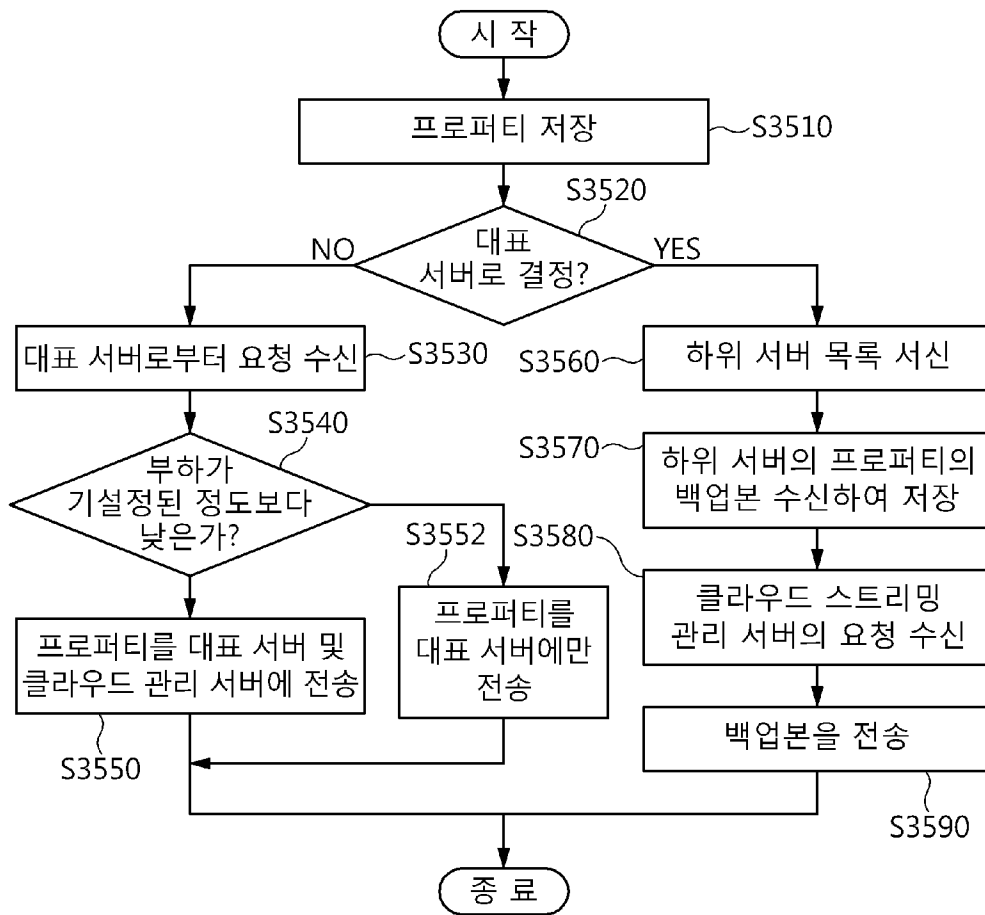 시 작
프로퍼티 저장
S3510
S3520
대표
서버로 결정?
NO
YES
대표 서버로부터 요청 수신
S3530
S3540
부하가
기설정된 정도보다
낮은가?
프로퍼티를 대표 서버 및
클라우드 관리 서버에 전송
S3550
S3552
프로퍼티를
대표 서버에만
전송
S3560
하위 서버 목록 서신
S3570
하위 서버의 프로퍼티의
백업본 수신하여 저장
S3580
클라우드 스트리밍
관리 서버의 요청 수신
백업본을 전송
S3590
종 료